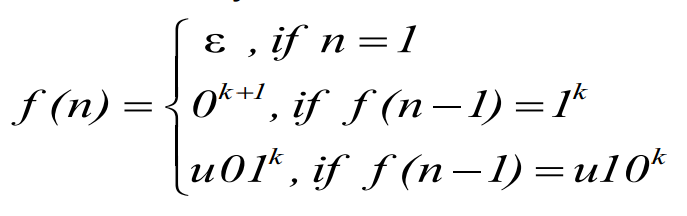 ε , if n = 1
f(n) = { 0^{k+1}, if f(n−1) = 1^k
u01^k, if f(n−1) = u10^k